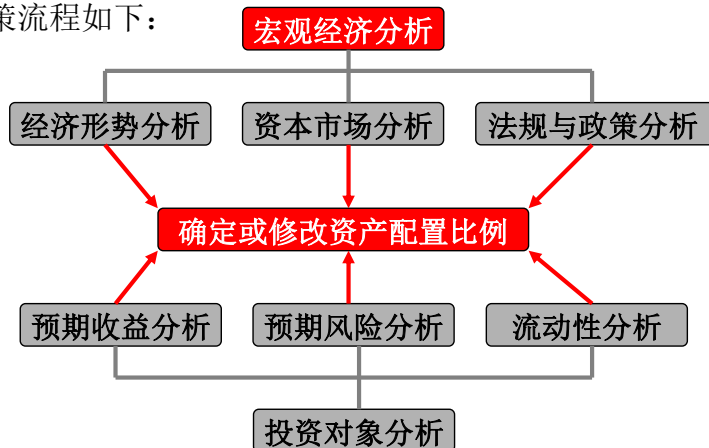 策流程如下：
宏观经济分析
经济形势分析 资本市场分析 法规与政策分析
确定或修改资产配置比例
预期收益分析 预期风险分析 流动性分析
投资对象分析